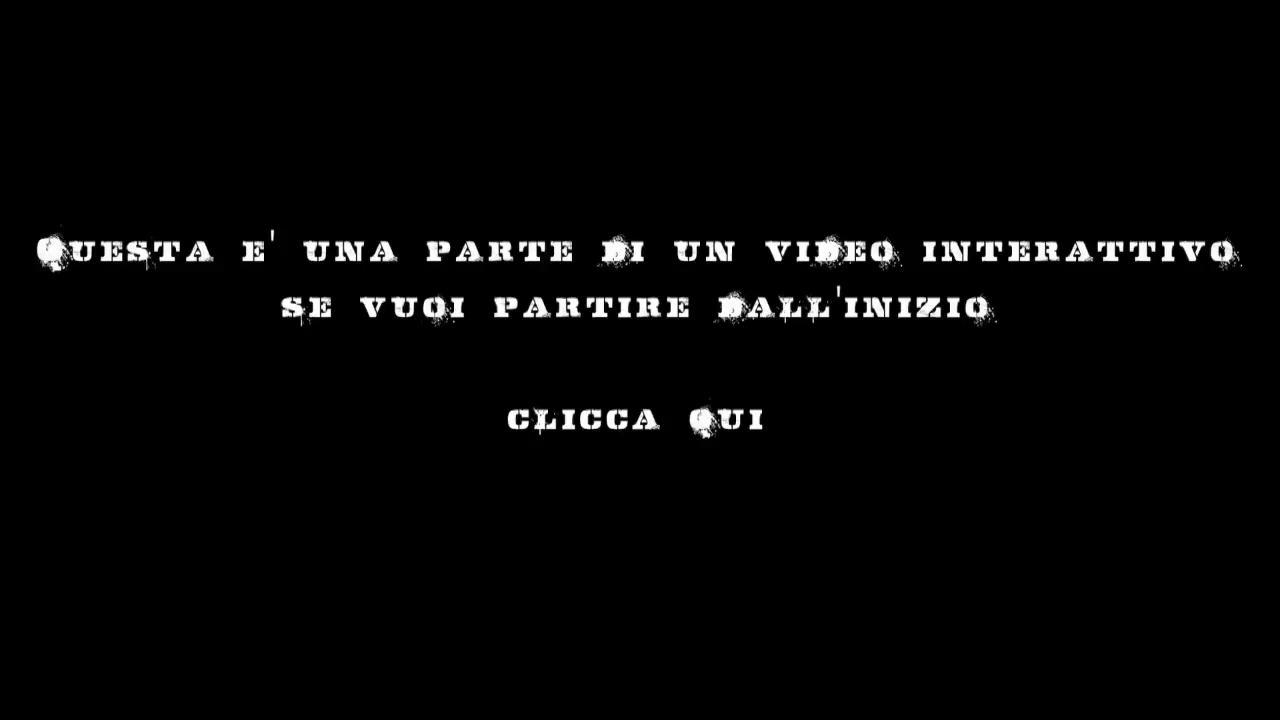 QUESTA E' UNA PARTE DI UN VIDEO INTERATTIVO
SE VUOI PARTIRE DALL'INIZIO
CLICCA QUI